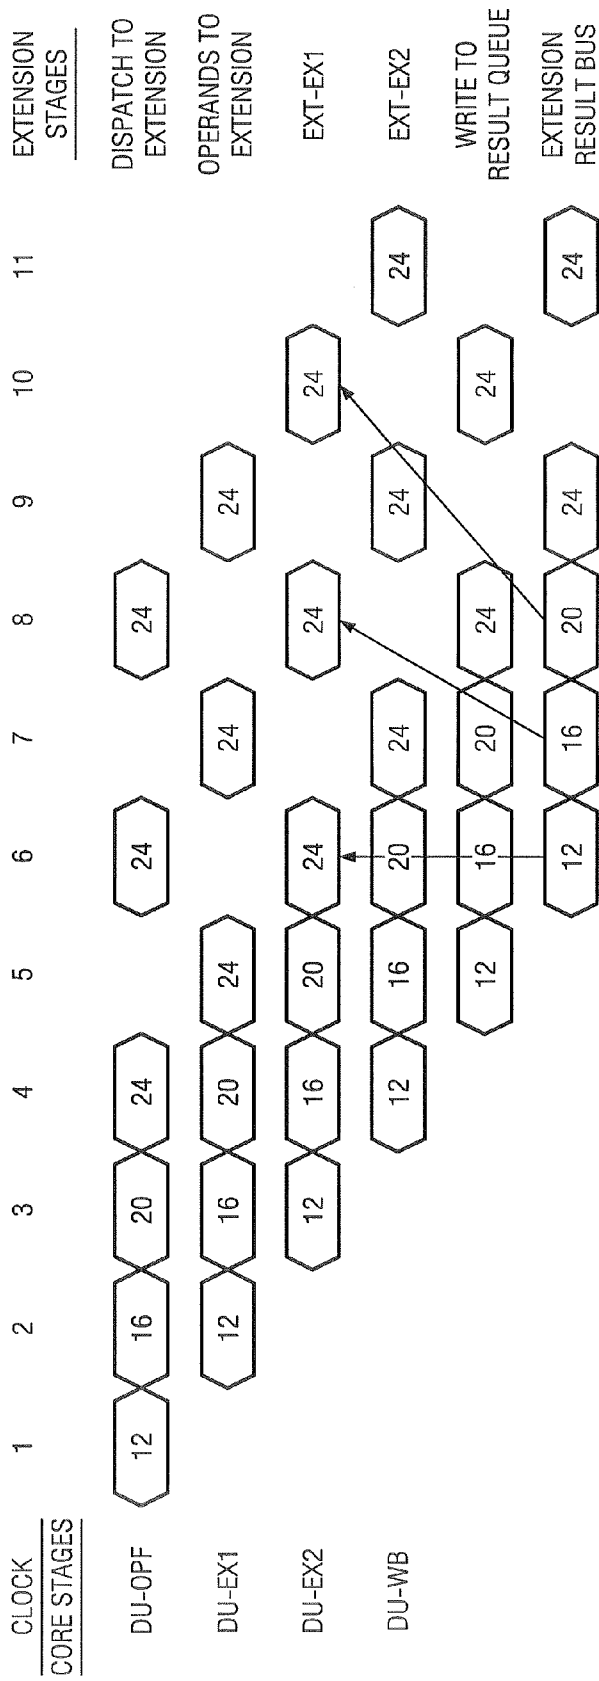 CLOCK 1 2 3 4 5 6 7 8 9 10 11 EXTENSION
CORE STAGES STAGES
DISPATCH TO
DU-OPF 12 16 20 24 24 24 EXTENSION
OPERANDS TO
DU-EX1 12 16 20 24 24 24 EXTENSION
DU-EX2 12 16 20 24 24 24 EXT-EX1
DU-WB 12 16 20 24 24 24 EXT-EX2
WRITE TO
12 16 20 24 24 RESULT QUEUE
EXTENSION
12 16 20 24 24 RESULT BUS